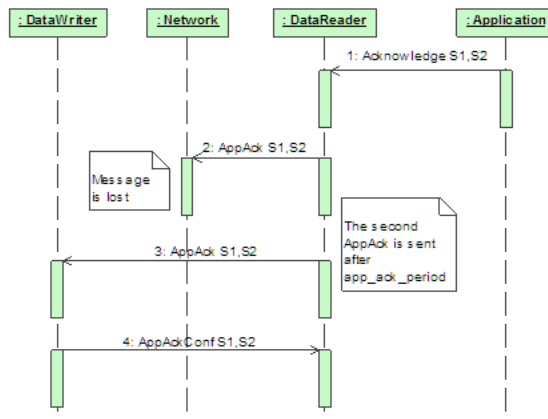 : DataWriter
: Network
: DataReader
: Application
1: Acknowledge S1,S2
2: AppAck S1,S2
Message
is lost
The second
AppAck is sent
after
app_ack_period
3: AppAck S1,S2
4: AppAckConf S1,S2